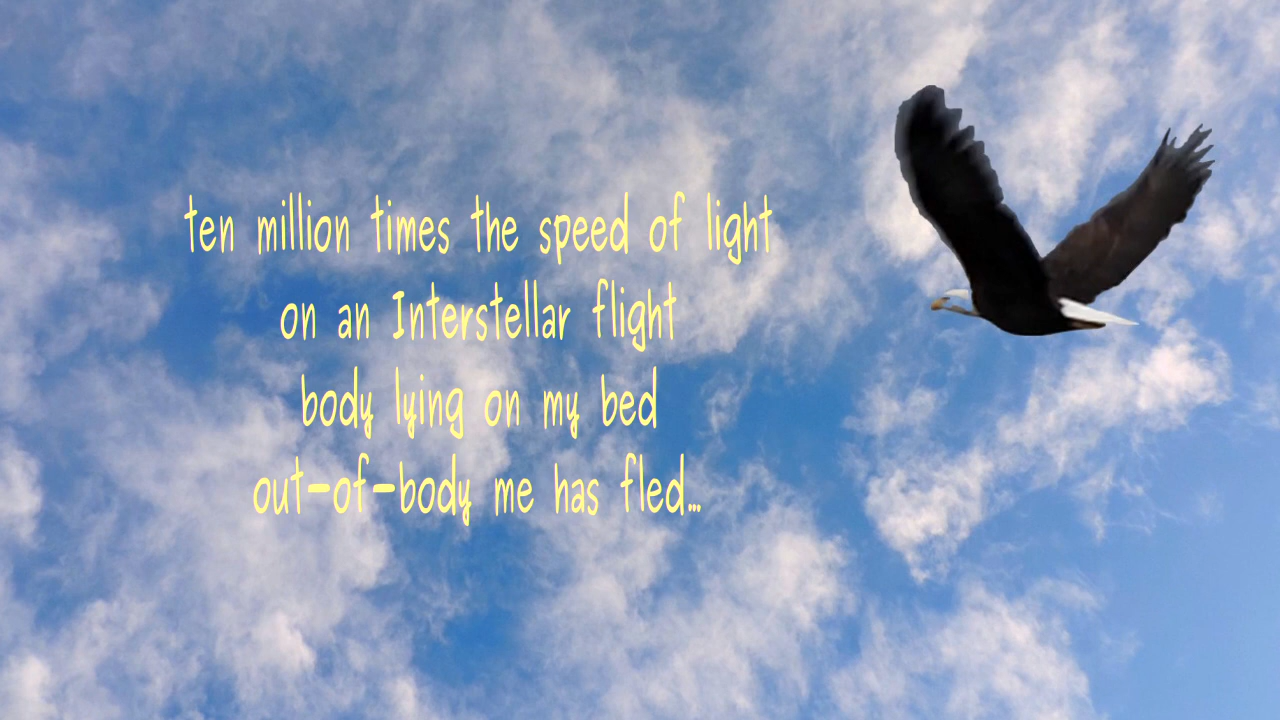 ten million times the speed of light
on an Interstellar flight
body lying on my bed
out-of-body me has fled...